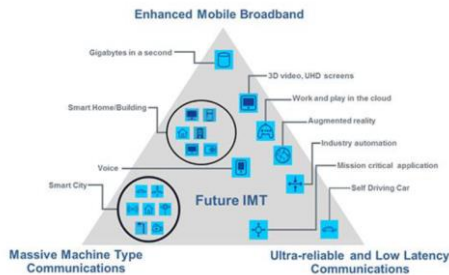 Enhanced Mobile Broadband
Gigabytes in a second
3D video, UHD screens
Smart Home/Building
Work and play in the cloud
Augmented reality
Industry automation
Voice
Mission critical application
Smart City
Self Driving Car
Future IMT
Massive Machine Type
Communications
Ultra-reliable and Low Latency
Communications